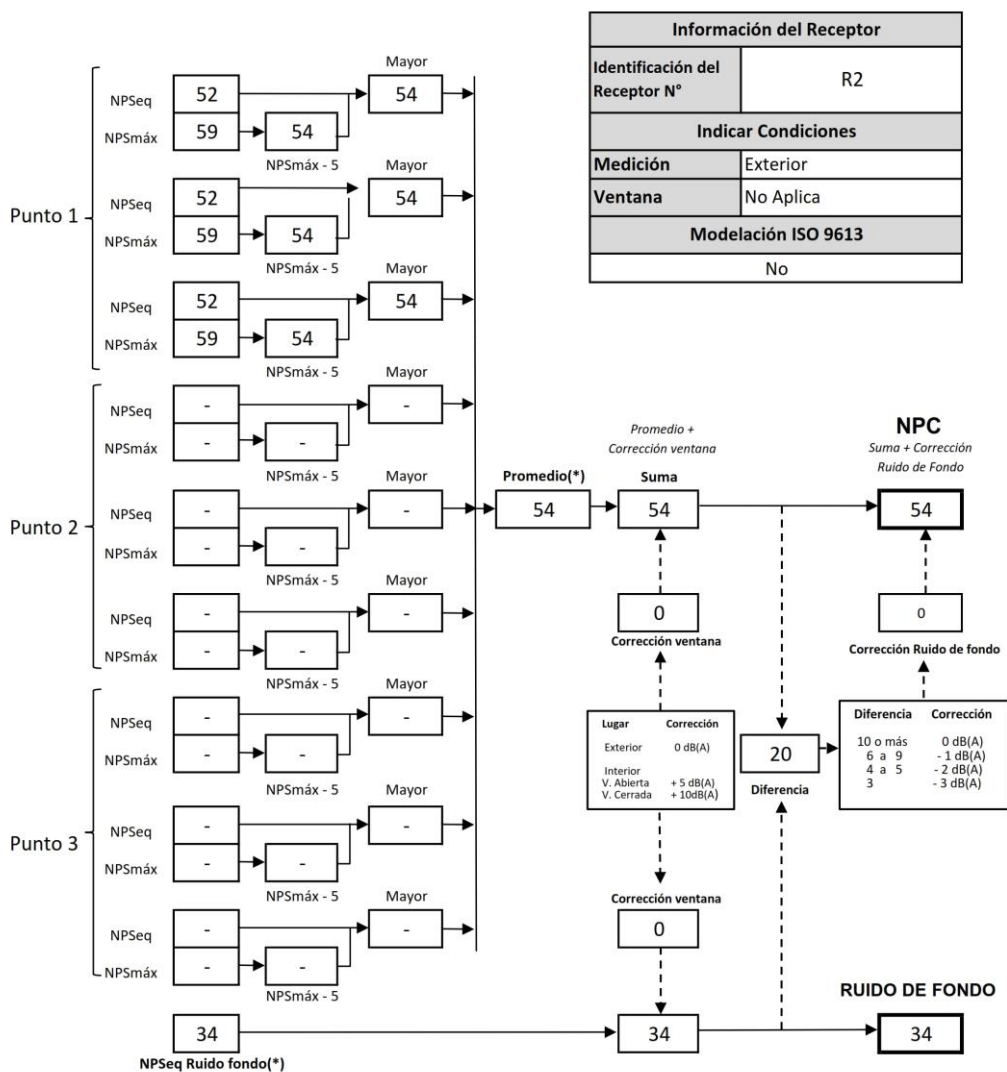 Información del Receptor
Identificación del Receptor N°
R2
Indicar Condiciones
Medición Exterior
Ventana No Aplica
Modelación ISO 9613
No
Punto 1
Mayor
NPSeq 52 54
NPSmáx 59 54
NPSmáx - 5
Mayor
NPSeq 52 54
NPSmáx 59 54
NPSmáx - 5
Mayor
NPSeq 52 54
NPSmáx 59 54
NPSmáx - 5
Punto 2
Mayor
NPSeq - -
NPSmáx - -
NPSmáx - 5
Mayor
NPSeq - -
NPSmáx - -
NPSmáx - 5
Mayor
NPSeq - -
NPSmáx - -
NPSmáx - 5
Punto 3
Mayor
NPSeq - -
NPSmáx - -
NPSmáx - 5
Mayor
NPSeq - -
NPSmáx - -
NPSmáx - 5
Mayor
NPSeq - -
NPSmáx - -
NPSmáx - 5
34
NPSeq Ruido fondo(*)
Promedio(*)
54
Promedio +
Corrección ventana
Suma
54
0
Corrección ventana
Lugar Corrección
Exterior 0 dB(A)
Interior
V. Abierta + 5 dB(A)
V. Cerrada + 10dB(A)
Corrección ventana
0
34
20
Diferencia
NPC
Suma + Corrección
Ruido de Fondo
54
0
Corrección Ruido de fondo
Diferencia Corrección
10 o más 0 dB(A)
6 a 9 - 1 dB(A)
4 a 5 - 2 dB(A)
3 - 3 dB(A)
RUIDO DE FONDO
34